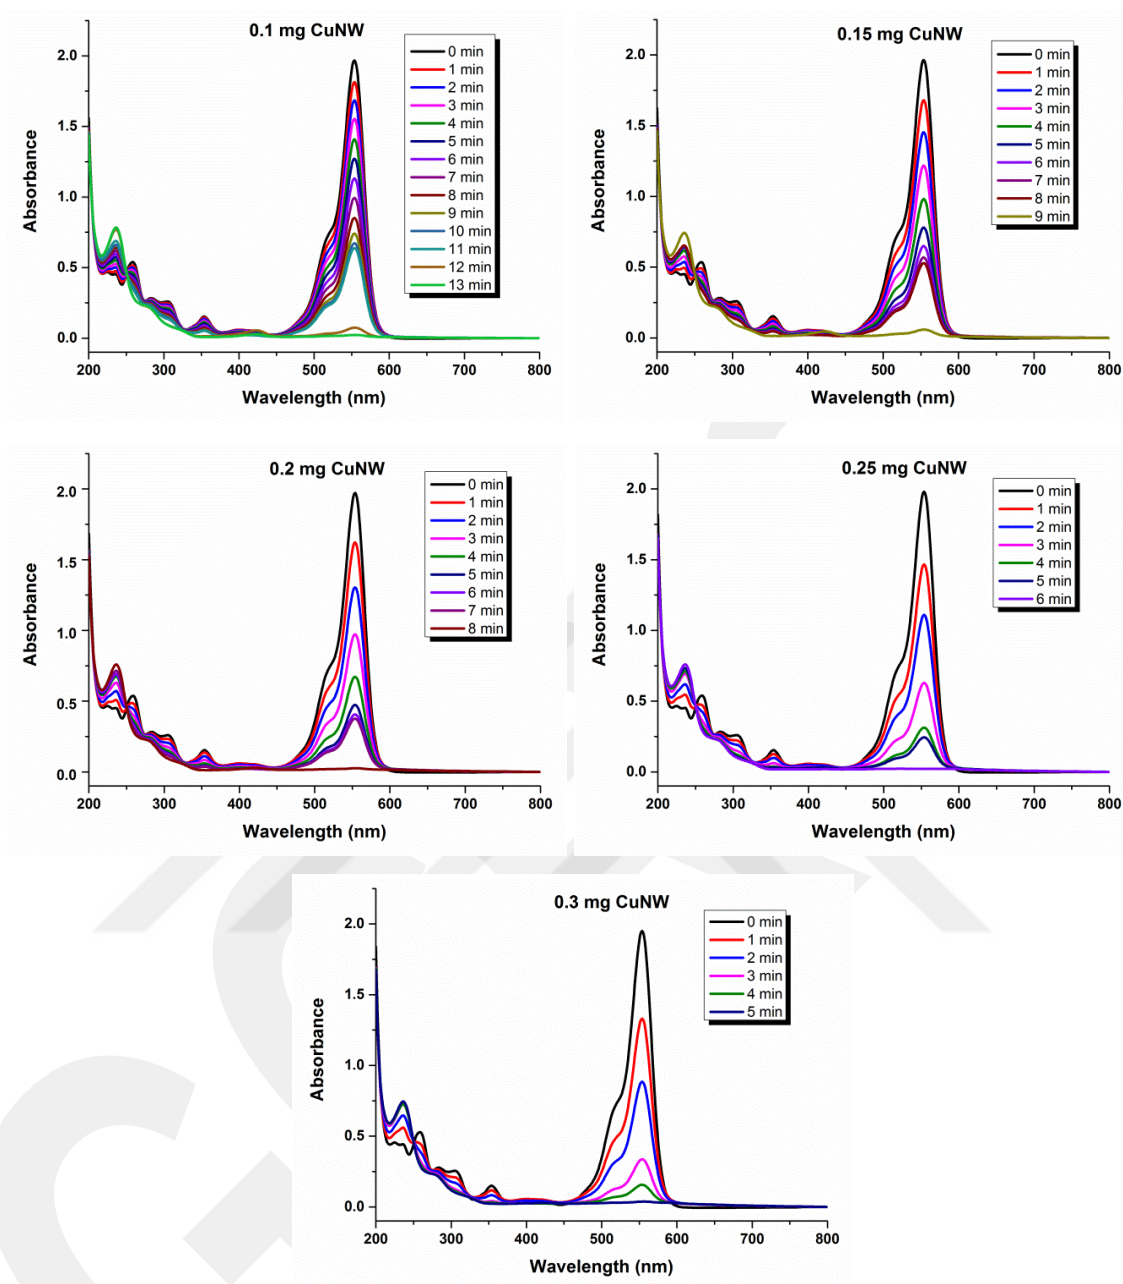 0.1 mg CuNW
Absorbance
2.0
1.5
1.0
0.5
0.0
0 min
1 min
2 min
3 min
4 min
5 min
6 min
7 min
8 min
9 min
10 min
11 min
12 min
13 min
200 300 400 500 600 700 800
Wavelength (nm)
0.15 mg CuNW
Absorbance
2.0
1.5
1.0
0.5
0.0
0 min
1 min
2 min
3 min
4 min
5 min
6 min
7 min
8 min
9 min
200 300 400 500 600 700 800
Wavelength (nm)
0.2 mg CuNW
Absorbance
2.0
1.5
1.0
0.5
0.0
0 min
1 min
2 min
3 min
4 min
5 min
6 min
7 min
8 min
200 300 400 500 600 700 800
Wavelength (nm)
0.25 mg CuNW
Absorbance
2.0
1.5
1.0
0.5
0.0
0 min
1 min
2 min
3 min
4 min
5 min
6 min
200 300 400 500 600 700 800
Wavelength (nm)
0.3 mg CuNW
Absorbance
2.0
1.5
1.0
0.5
0.0
0 min
1 min
2 min
3 min
4 min
5 min
200 300 400 500 600 700 800
Wavelength (nm)